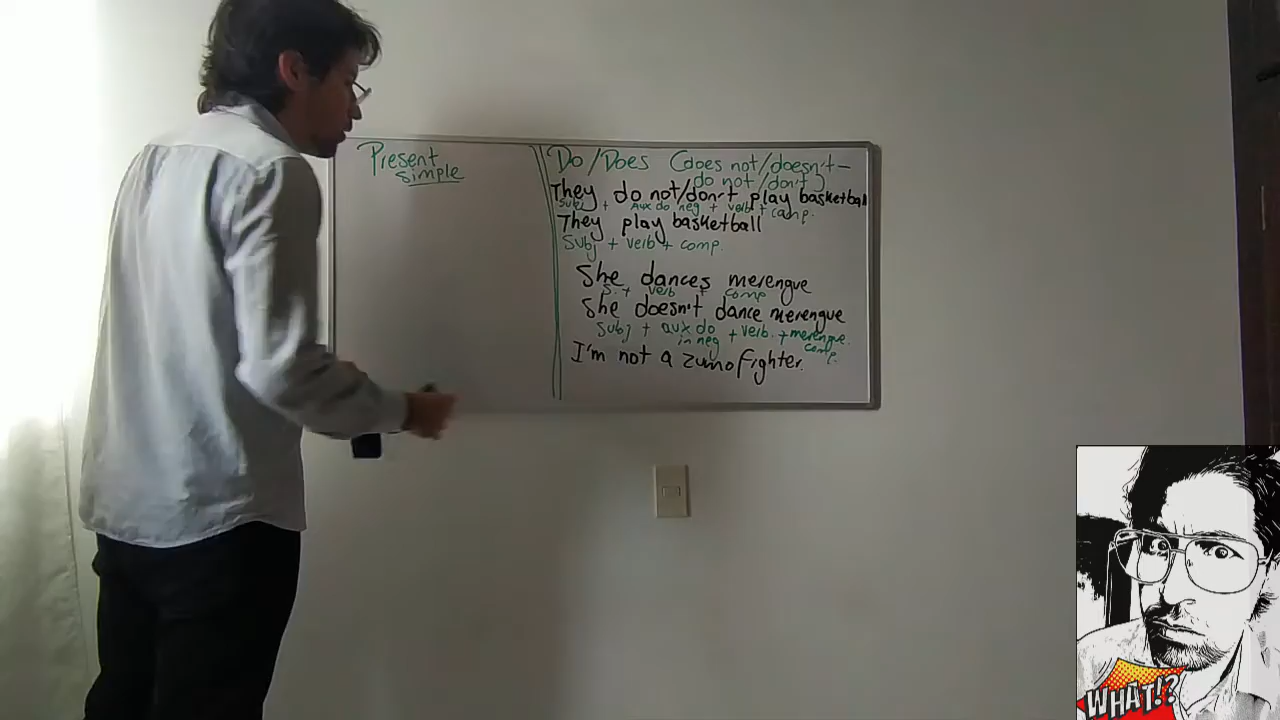 Present
simple
Do/Does (does not/doesn't-
do not/don't)
They do not/don't play basketball
Subj + Aux do neg + verb + comp.
They play basketball
Subj + verb + comp.
She dances merengue
S. + verb + comp
She doesn't dance merengue
Subj + aux do + verb. + merengue.
in neg comp.
I'm not a zumo fighter.
WHAT!?